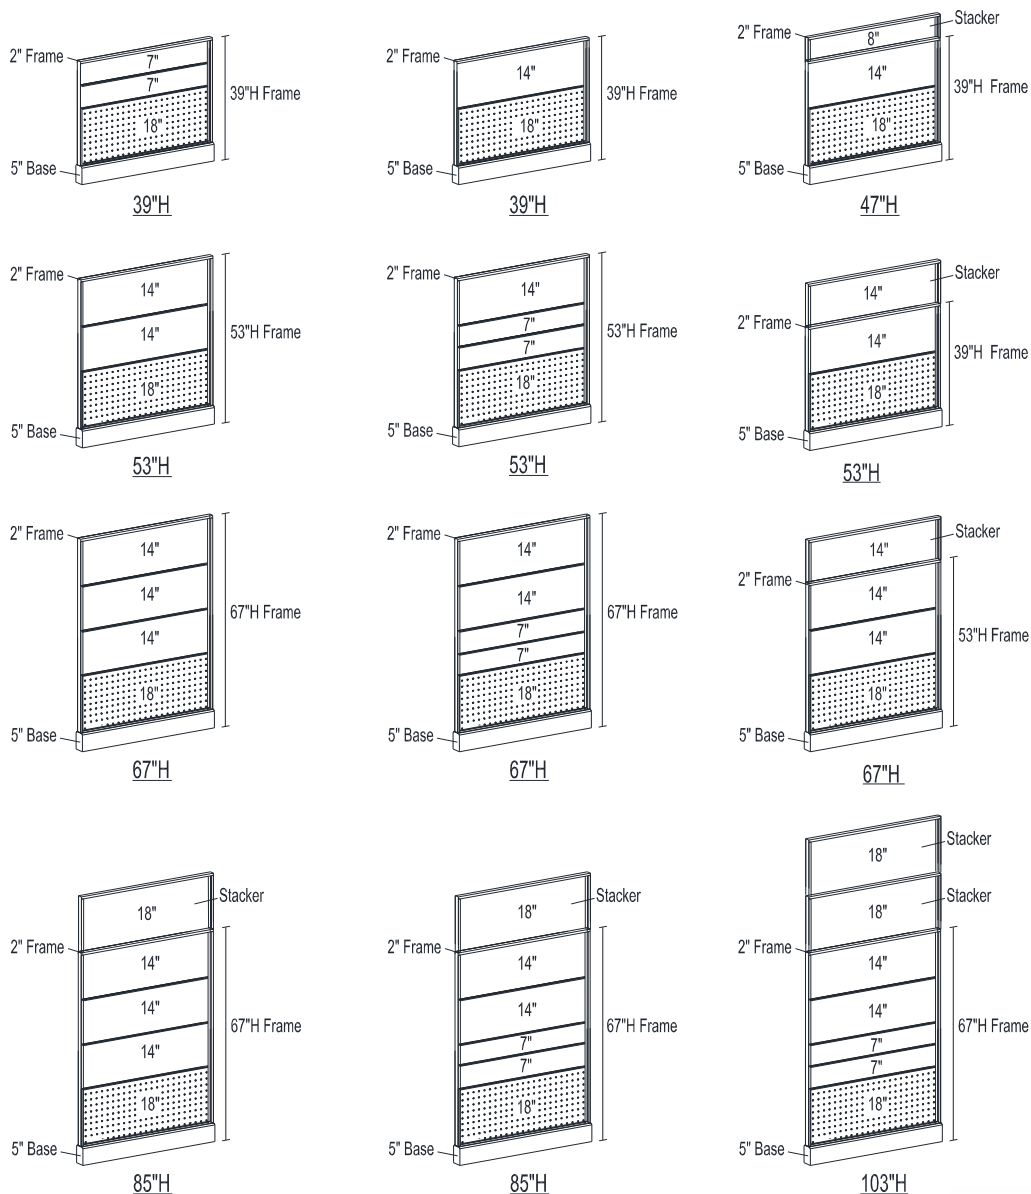 2" Frame
7"
7"
18"
39"H Frame
5" Base
39"H
2" Frame
14"
18"
39"H Frame
5" Base
39"H
Stacker
2" Frame
8"
14"
18"
39"H Frame
5" Base
47"H
2" Frame
14"
14"
18"
53"H Frame
5" Base
53"H
2" Frame
14"
7"
7"
18"
53"H Frame
5" Base
53"H
Stacker
14"
2" Frame
14"
18"
39"H Frame
5" Base
53"H
2" Frame
14"
14"
14"
18"
67"H Frame
5" Base
67"H
2" Frame
14"
14"
7"
7"
18"
67"H Frame
5" Base
67"H
Stacker
14"
2" Frame
14"
14"
18"
53"H Frame
5" Base
67"H
Stacker
18"
2" Frame
14"
14"
14"
18"
67"H Frame
5" Base
85"H
Stacker
18"
2" Frame
14"
14"
7"
7"
18"
67"H Frame
5" Base
85"H
Stacker
18"
Stacker
18"
2" Frame
14"
14"
7"
7"
18"
67"H Frame
5" Base
103"H